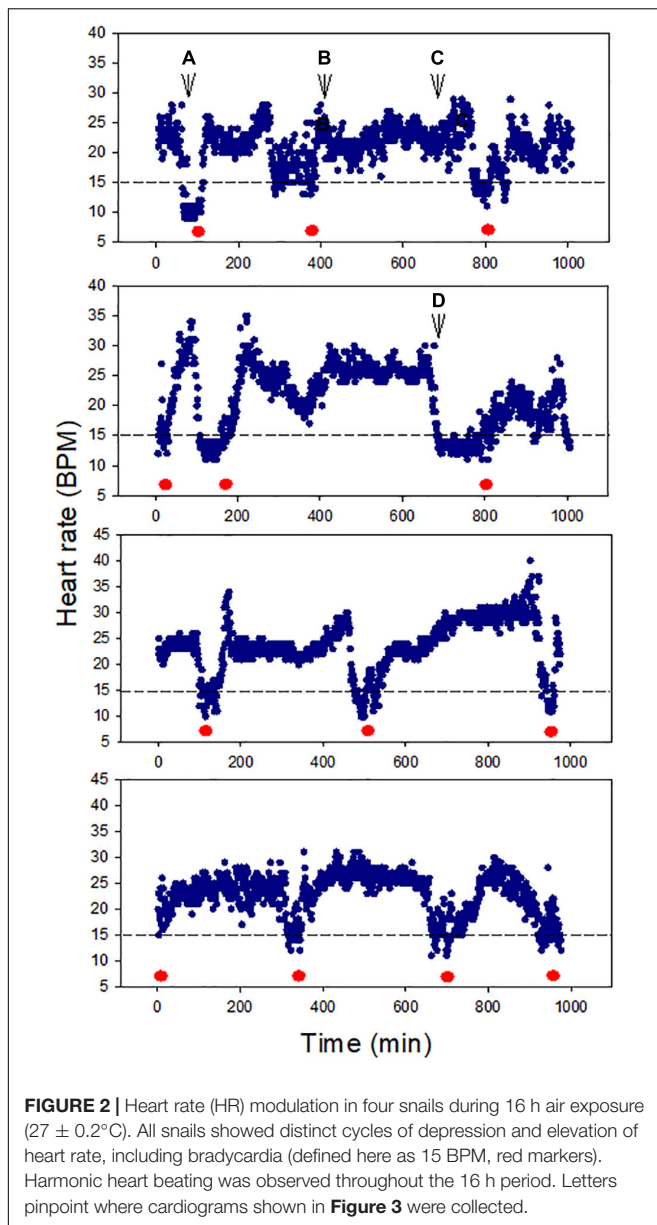 A B C
40
35
30
25
20
15
10
5
B
C
0 200 400 600 800 1000
D
40
35
30
25
20
15
10
5
0 200 400 600 800 1000
Heart rate (BPM)
45
40
35
30
25
20
15
10
5
0 200 400 600 800 1000
45
40
35
30
25
20
15
10
5
0 200 400 600 800 1000
Time (min)
FIGURE 2 | Heart rate (HR) modulation in four snails during 16 h air exposure
(27 ± 0.2°C). All snails showed distinct cycles of depression and elevation of
heart rate, including bradycardia (defined here as 15 BPM, red markers).
Harmonic heart beating was observed throughout the 16 h period. Letters
pinpoint where cardiograms shown in Figure 3 were collected.